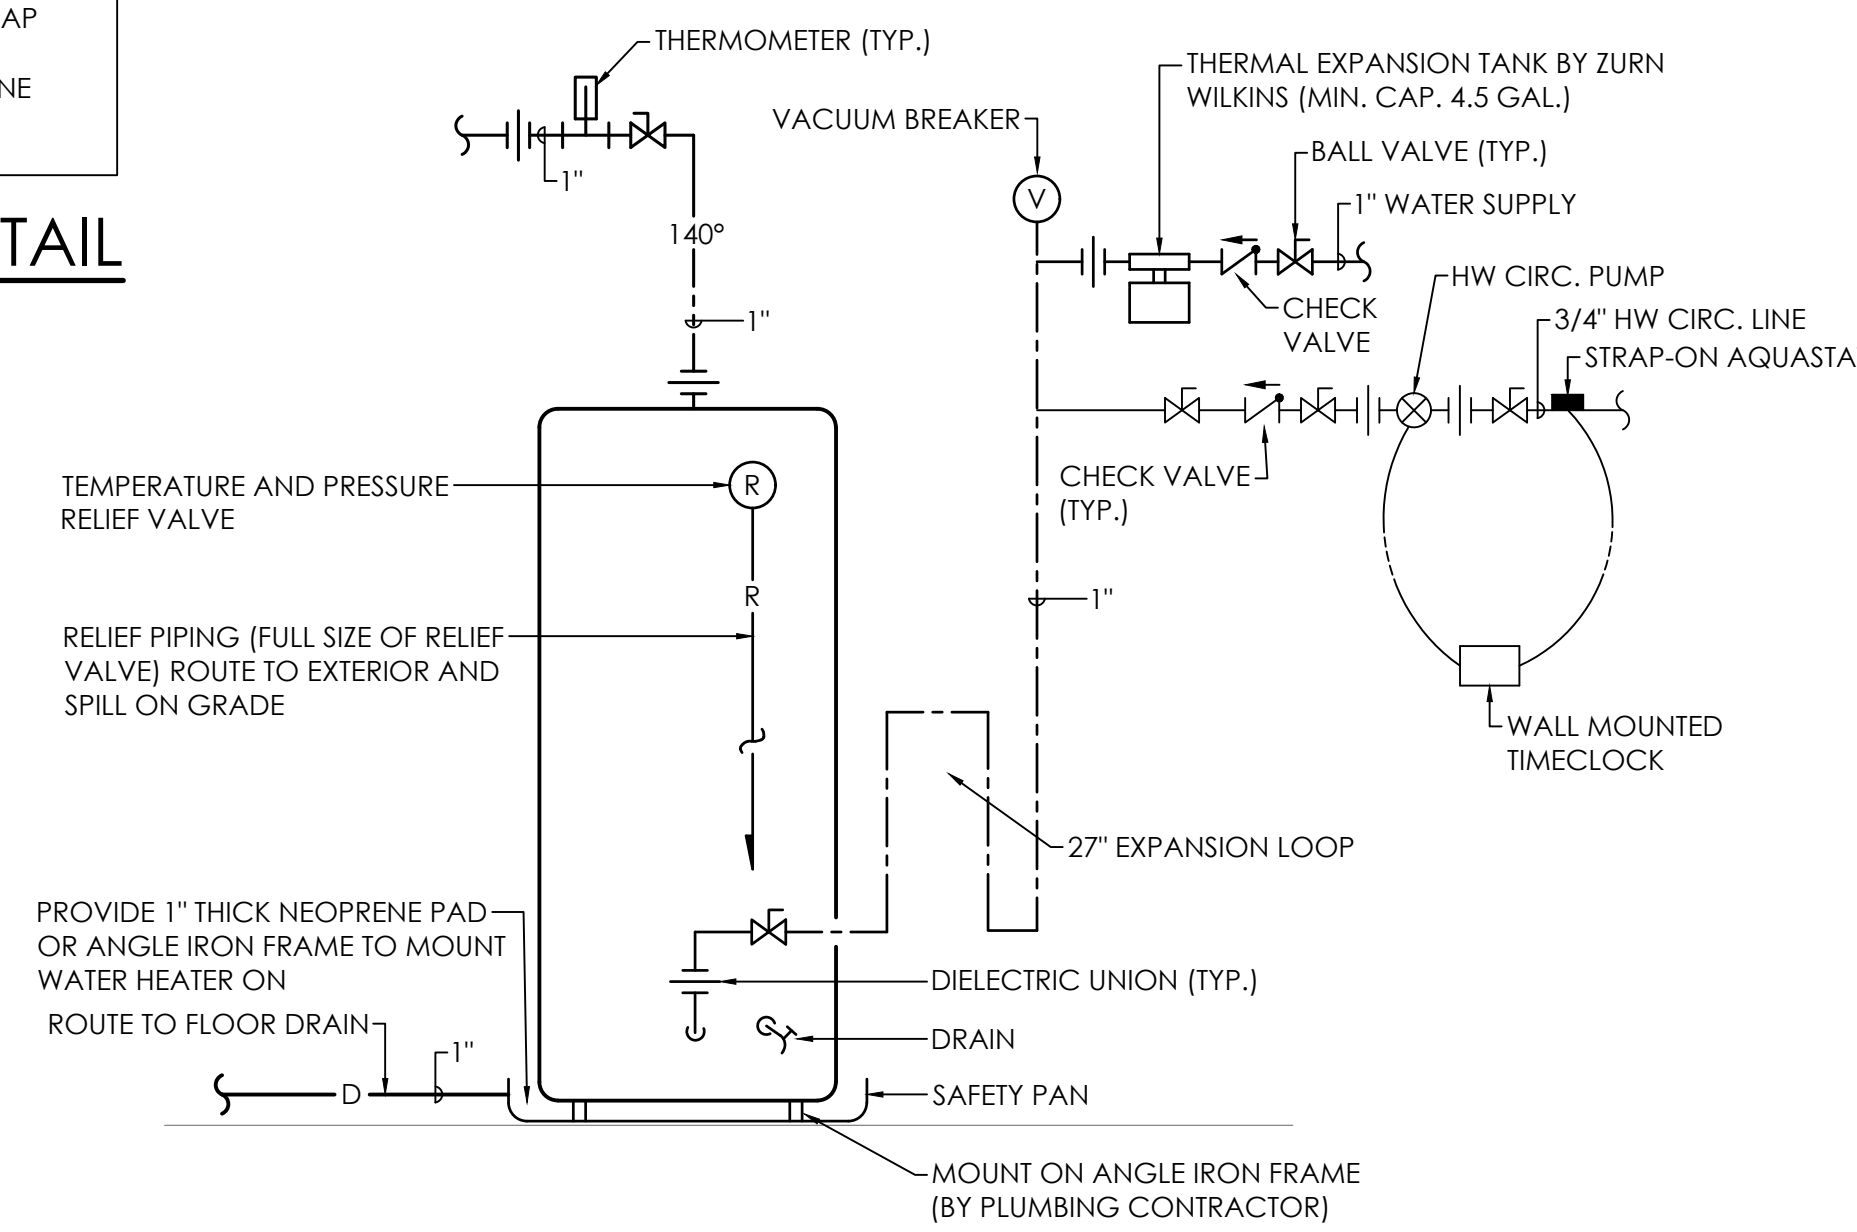 AP
NE
TAIL
THERMOMETER (TYP.)
1"
140°
1"
VACUUM BREAKER
V
THERMAL EXPANSION TANK BY ZURN
WILKINS (MIN. CAP. 4.5 GAL.)
BALL VALVE (TYP.)
1" WATER SUPPLY
CHECK
VALVE
HW CIRC. PUMP
3/4" HW CIRC. LINE
STRAP-ON AQUASTA
CHECK VALVE
(TYP.)
1"
WALL MOUNTED
TIMECLOCK
TEMPERATURE AND PRESSURE
RELIEF VALVE
R
R
RELIEF PIPING (FULL SIZE OF RELIEF
VALVE) ROUTE TO EXTERIOR AND
SPILL ON GRADE
27" EXPANSION LOOP
PROVIDE 1" THICK NEOPRENE PAD
OR ANGLE IRON FRAME TO MOUNT
WATER HEATER ON
ROUTE TO FLOOR DRAIN
1"
D
DIELECTRIC UNION (TYP.)
DRAIN
SAFETY PAN
MOUNT ON ANGLE IRON FRAME
(BY PLUMBING CONTRACTOR)